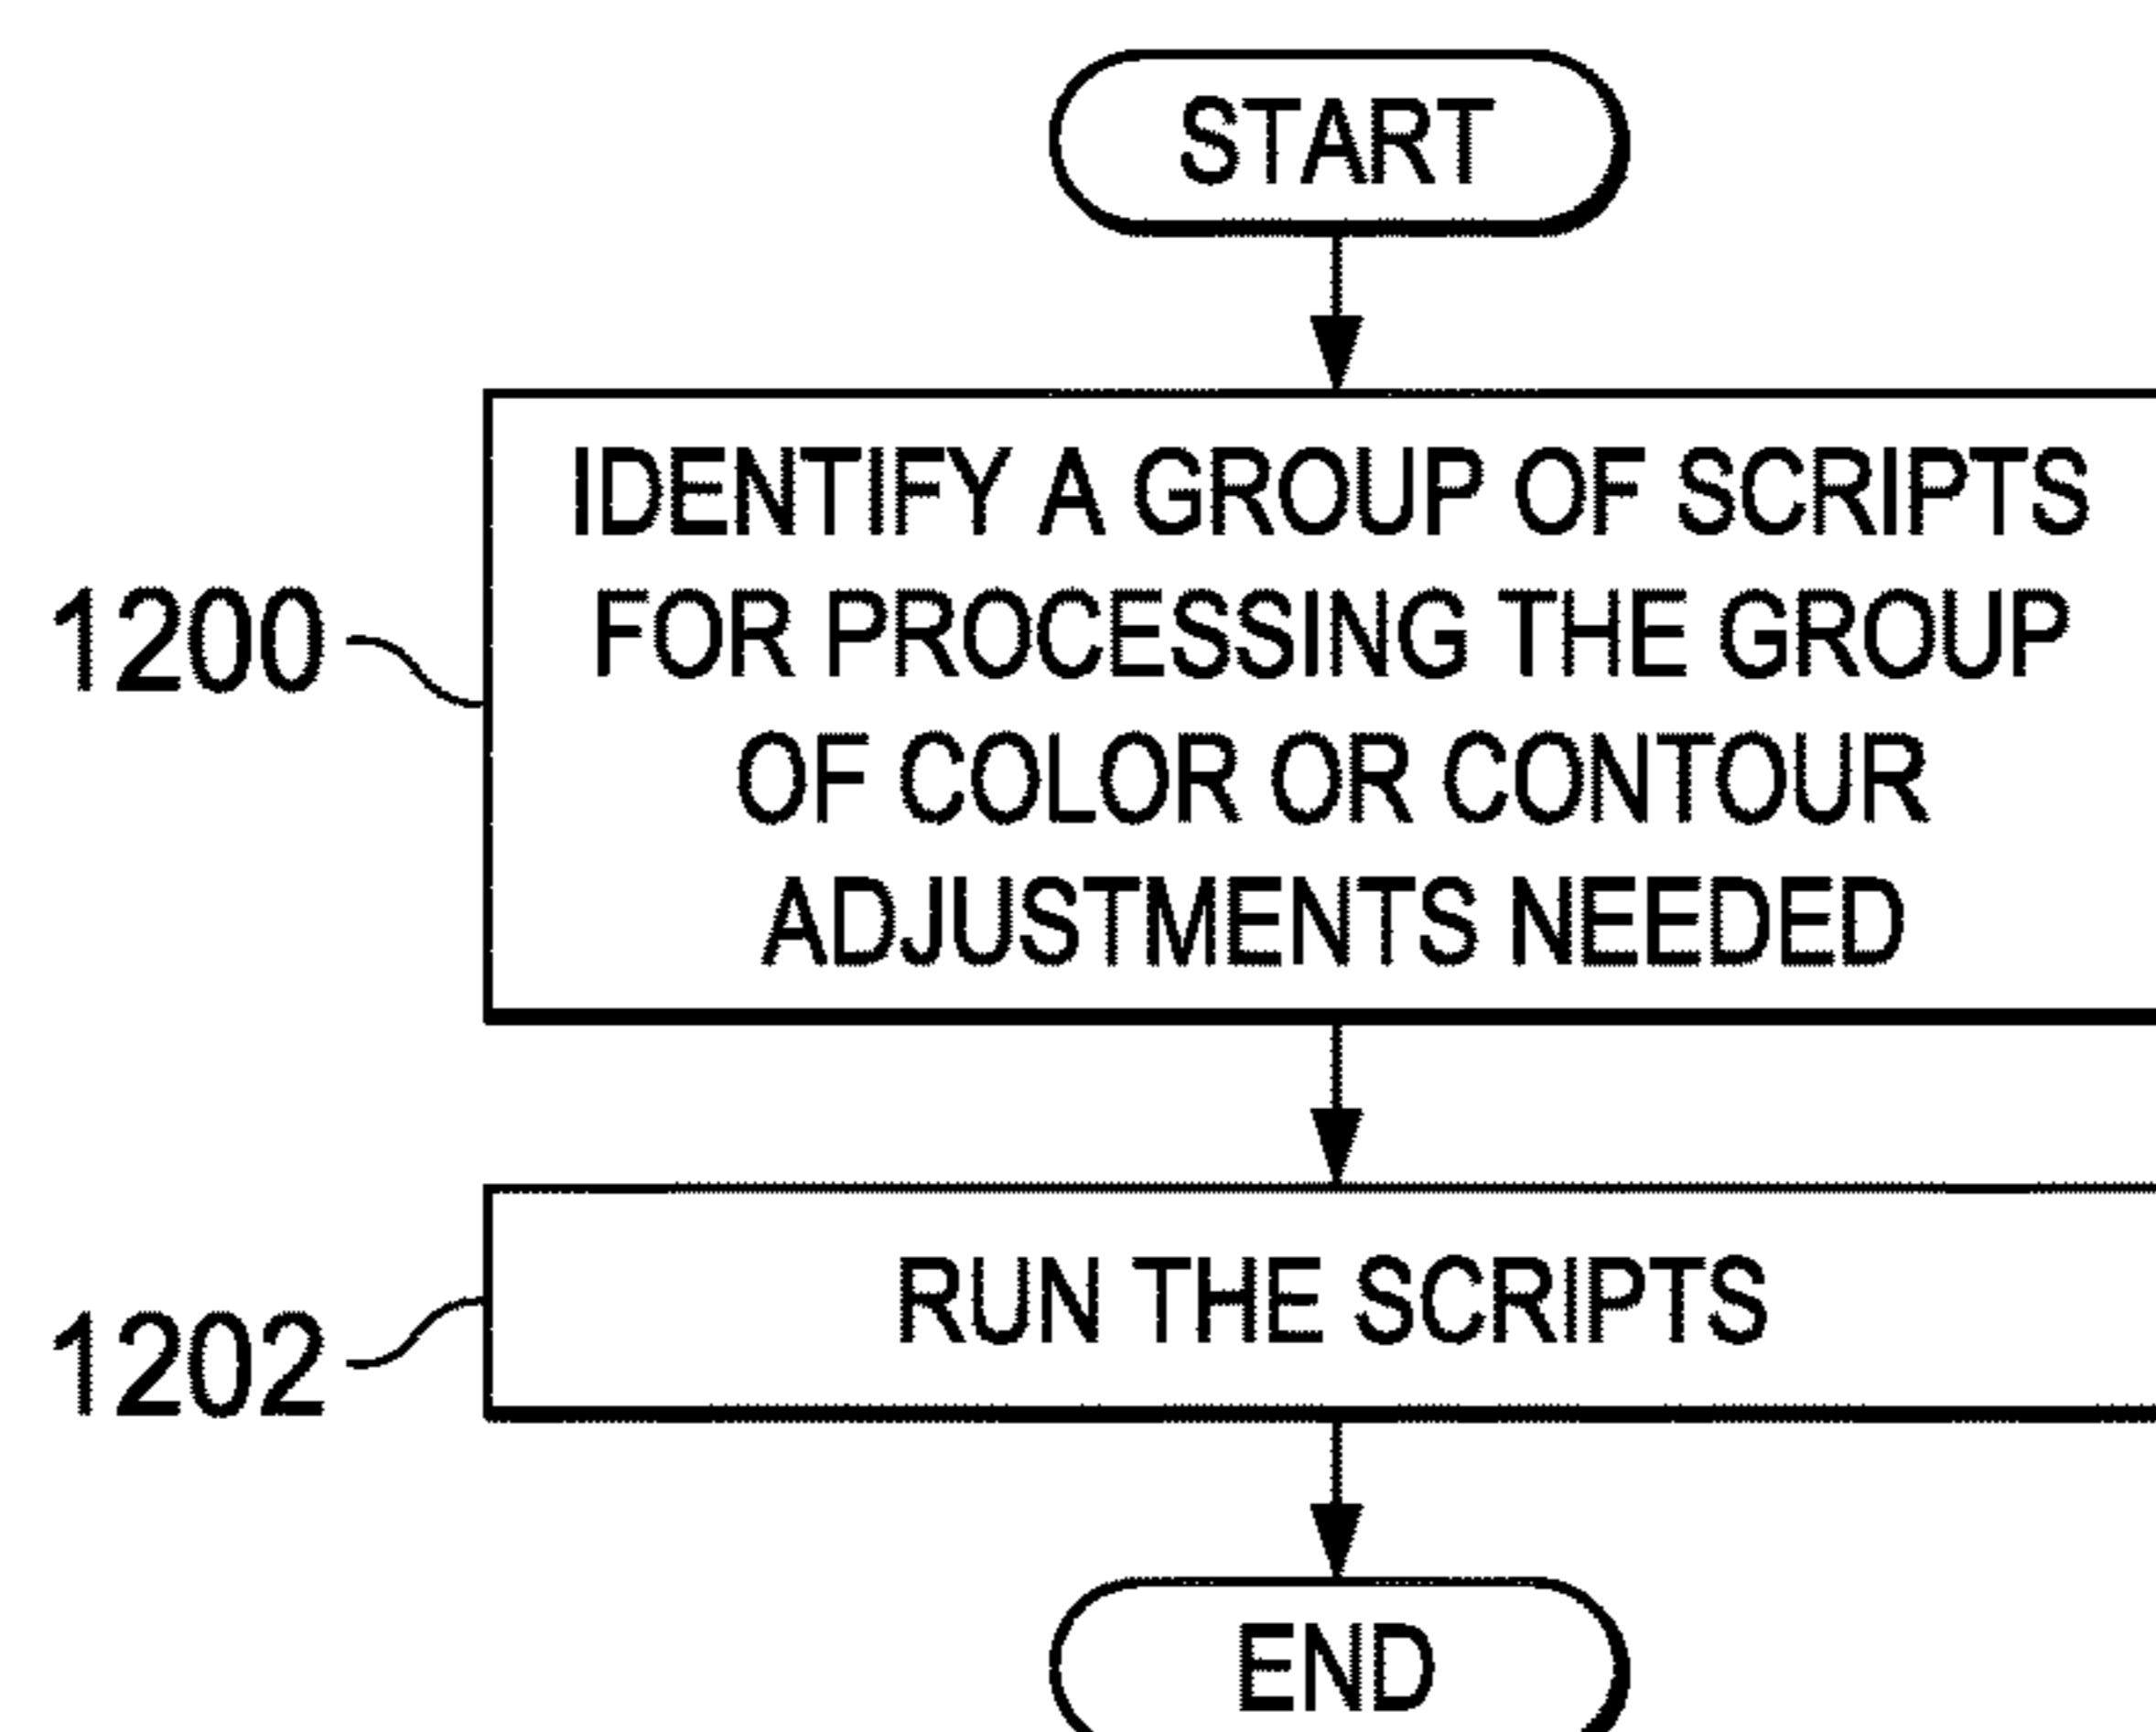 START
IDENTIFY A GROUP OF SCRIPTS
FOR PROCESSING THE GROUP
OF COLOR OR CONTOUR
ADJUSTMENTS NEEDED
1200
RUN THE SCRIPTS
1202
END